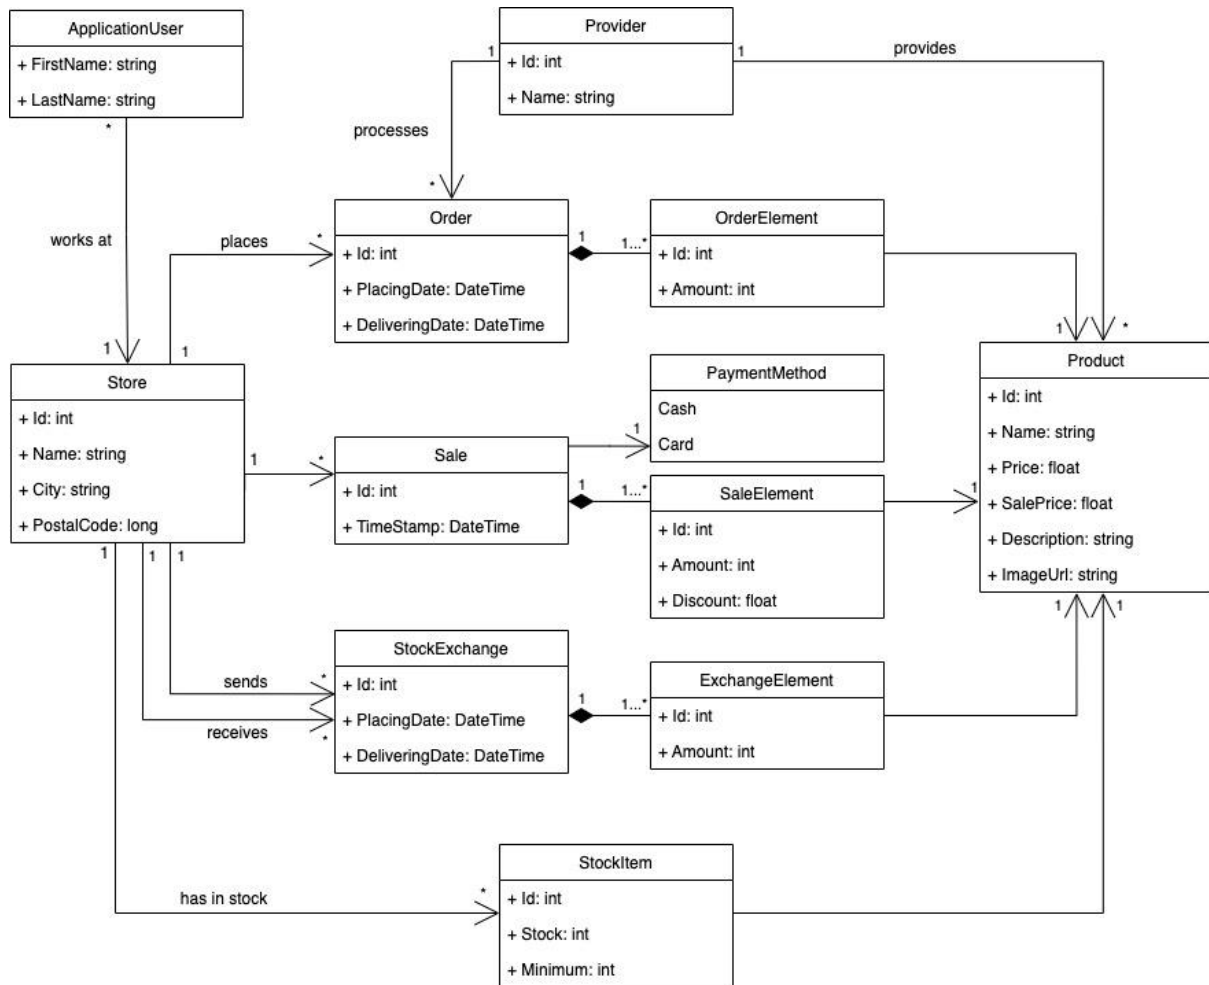 ApplicationUser
+ FirstName: string
+ LastName: string
*
works at
1
Provider
+ Id: int
+ Name: string
1
processes
*
1
provides
*
Order
+ Id: int
+ PlacingDate: DateTime
+ DeliveringDate: DateTime
places
*
1
1
1...*
OrderElement
+ Id: int
+ Amount: int
1
Store
+ Id: int
+ Name: string
+ City: string
+ PostalCode: long
1
*
Sale
+ Id: int
+ TimeStamp: DateTime
1
PaymentMethod
Cash
Card
1
1...*
SaleElement
+ Id: int
+ Amount: int
+ Discount: float
1
Product
+ Id: int
+ Name: string
+ Price: float
+ SalePrice: float
+ Description: string
+ ImageUrl: string
1
1
1
1
1
sends
*
receives
*
StockExchange
+ Id: int
+ PlacingDate: DateTime
+ DeliveringDate: DateTime
1
1...*
ExchangeElement
+ Id: int
+ Amount: int
has in stock
*
StockItem
+ Id: int
+ Stock: int
+ Minimum: int